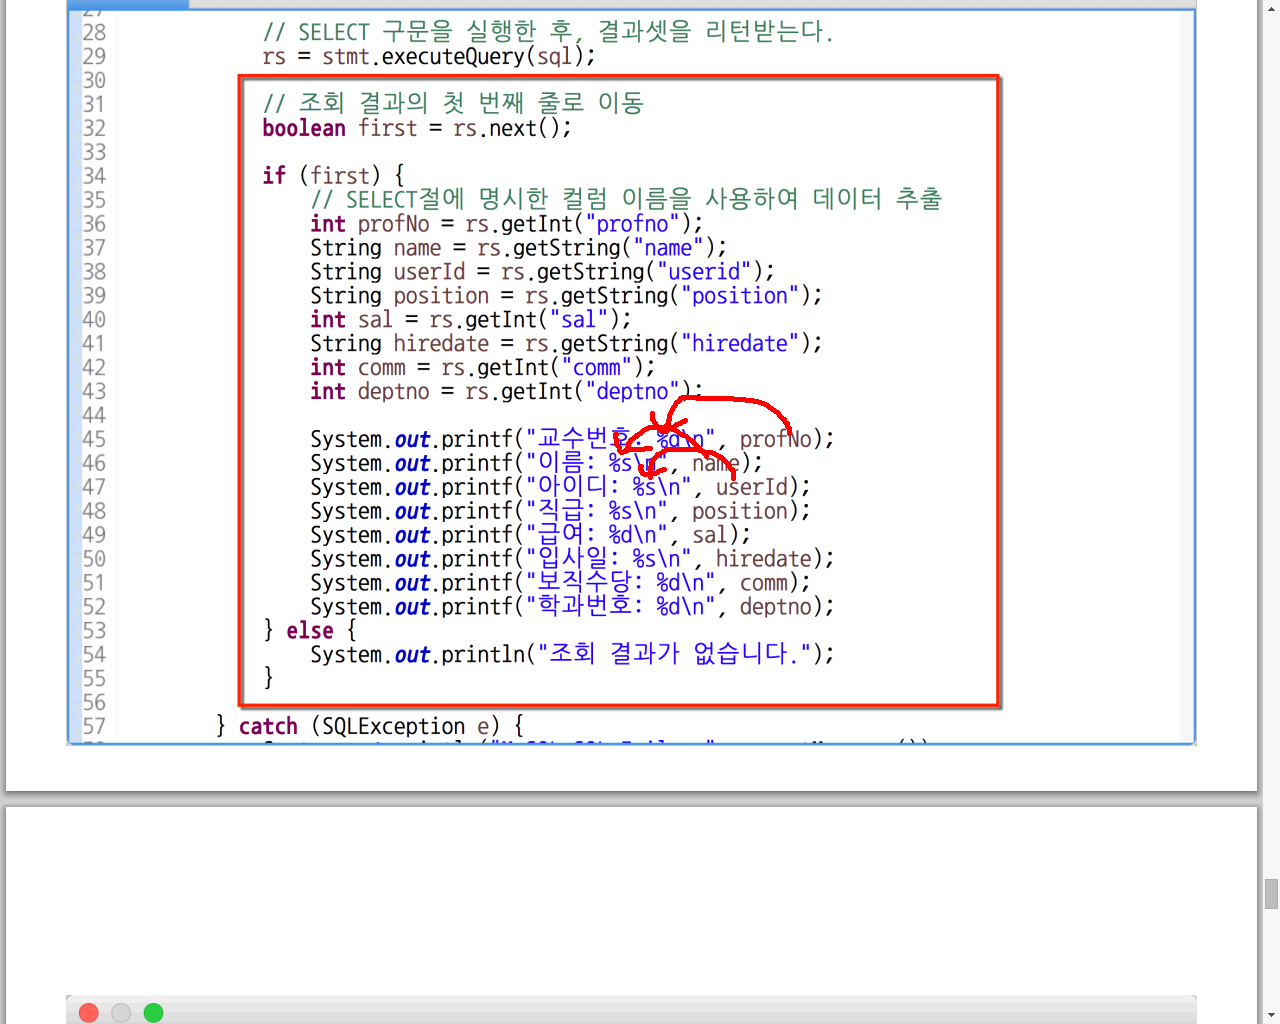 28 // SELECT 구문을 실행한 후, 결과셋을 리턴받는다.
29 rs = stmt.executeQuery(sql);
30
31 // 조회 결과의 첫 번째 줄로 이동
32 boolean first = rs.next();
33
34 if (first) {
35 // SELECT절에 명시한 컬럼 이름을 사용하여 데이터 추출
36 int profNo = rs.getInt("profno");
37 String name = rs.getString("name");
38 String userId = rs.getString("userid");
39 String position = rs.getString("position");
40 int sal = rs.getInt("sal");
41 String hiredate = rs.getString("hiredate");
42 int comm = rs.getInt("comm");
43 int deptno = rs.getInt("deptno");
44
45 System.out.printf("교수번호: %d\n", profNo);
46 System.out.printf("이름: %s\n", name);
47 System.out.printf("아이디: %s\n", userId);
48 System.out.printf("직급: %s\n", position);
49 System.out.printf("급여: %d\n", sal);
50 System.out.printf("입사일: %s\n", hiredate);
51 System.out.printf("보직수당: %d\n", comm);
52 System.out.printf("학과번호: %d\n", deptno);
53 } else {
54 System.out.println("조회 결과가 없습니다.");
55 }
56
57 } catch (SQLException e) {